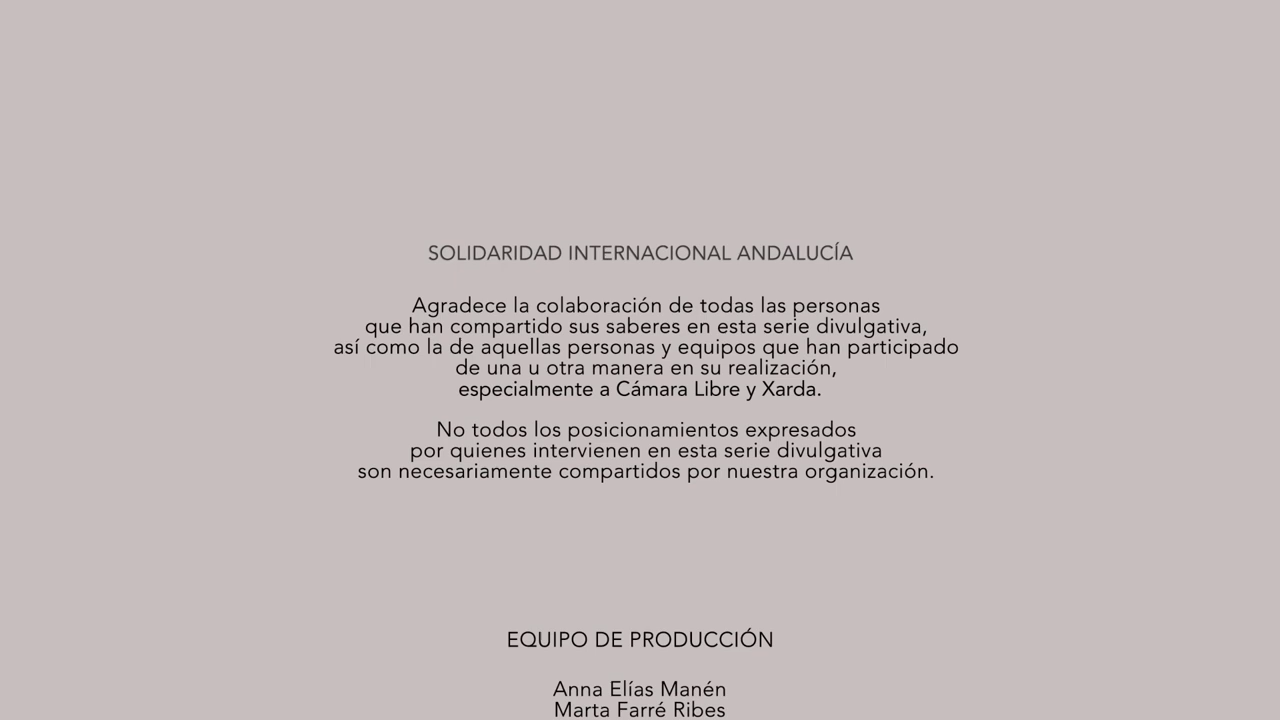 SOLIDARIDAD INTERNACIONAL ANDALUCÍA
Agradece la colaboración de todas las personas
que han compartido sus saberes en esta serie divulgativa,
así como la de aquellas personas y equipos que han participado
de una u otra manera en su realización,
especialmente a Cámara Libre y Xarda.
No todos los posicionamientos expresados
por quienes intervienen en esta serie divulgativa
son necesariamente compartidos por nuestra organización.
EQUIPO DE PRODUCCIÓN
Anna Elías Manén
Marta Farré Ribes